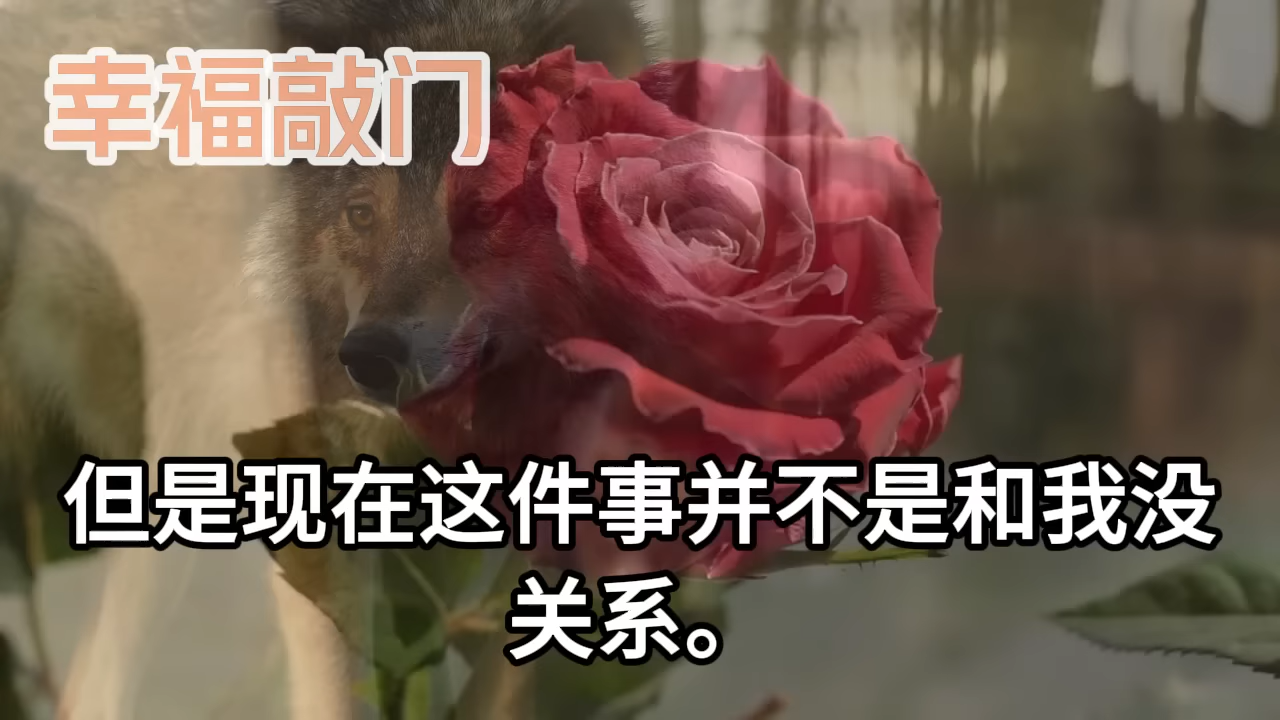 幸福敲门
但是现在这件事并不是和我没
关系。